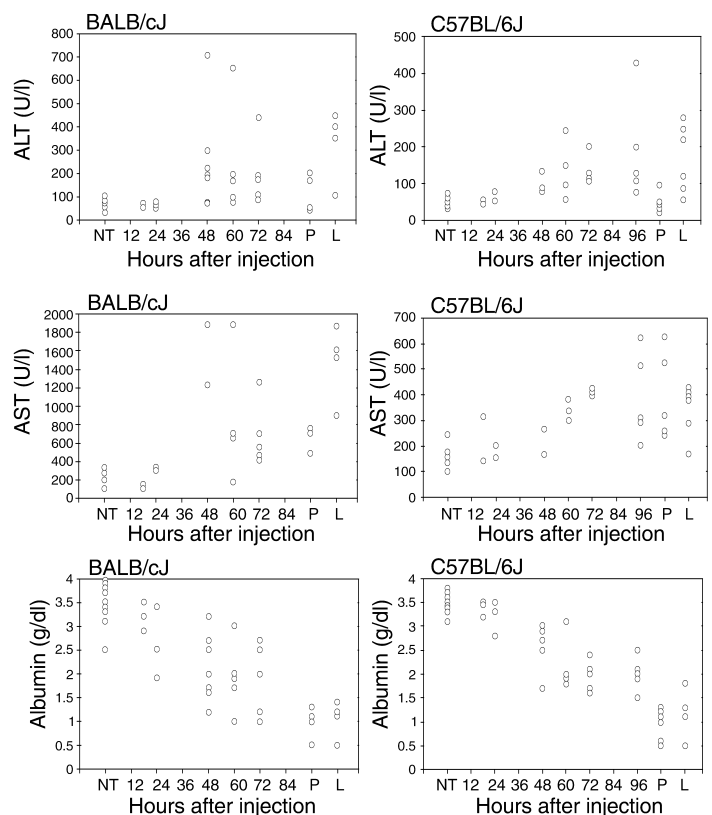 BALB/cJ
ALT (U/l)
800
700
600
500
400
300
200
100
0
NT 12 24 36 48 60 72 84 P L
Hours after injection
C57BL/6J
ALT (U/l)
500
400
300
200
100
0
NT 12 24 36 48 60 72 84 96 P L
Hours after injection
BALB/cJ
AST (U/l)
2000
1800
1600
1400
1200
1000
800
600
400
200
0
NT 12 24 36 48 60 72 84 P L
Hours after injection
C57BL/6J
AST (U/l)
700
600
500
400
300
200
100
0
NT 12 24 36 48 60 72 84 96 P L
Hours after injection
BALB/cJ
Albumin (g/dl)
4
3.5
3
2.5
2
1.5
1
0.5
0
NT 12 24 36 48 60 72 84 P L
Hours after injection
C57BL/6J
Albumin (g/dl)
4
3.5
3
2.5
2
1.5
1
0.5
0
NT 12 24 36 48 60 72 84 96 P L
Hours after injection